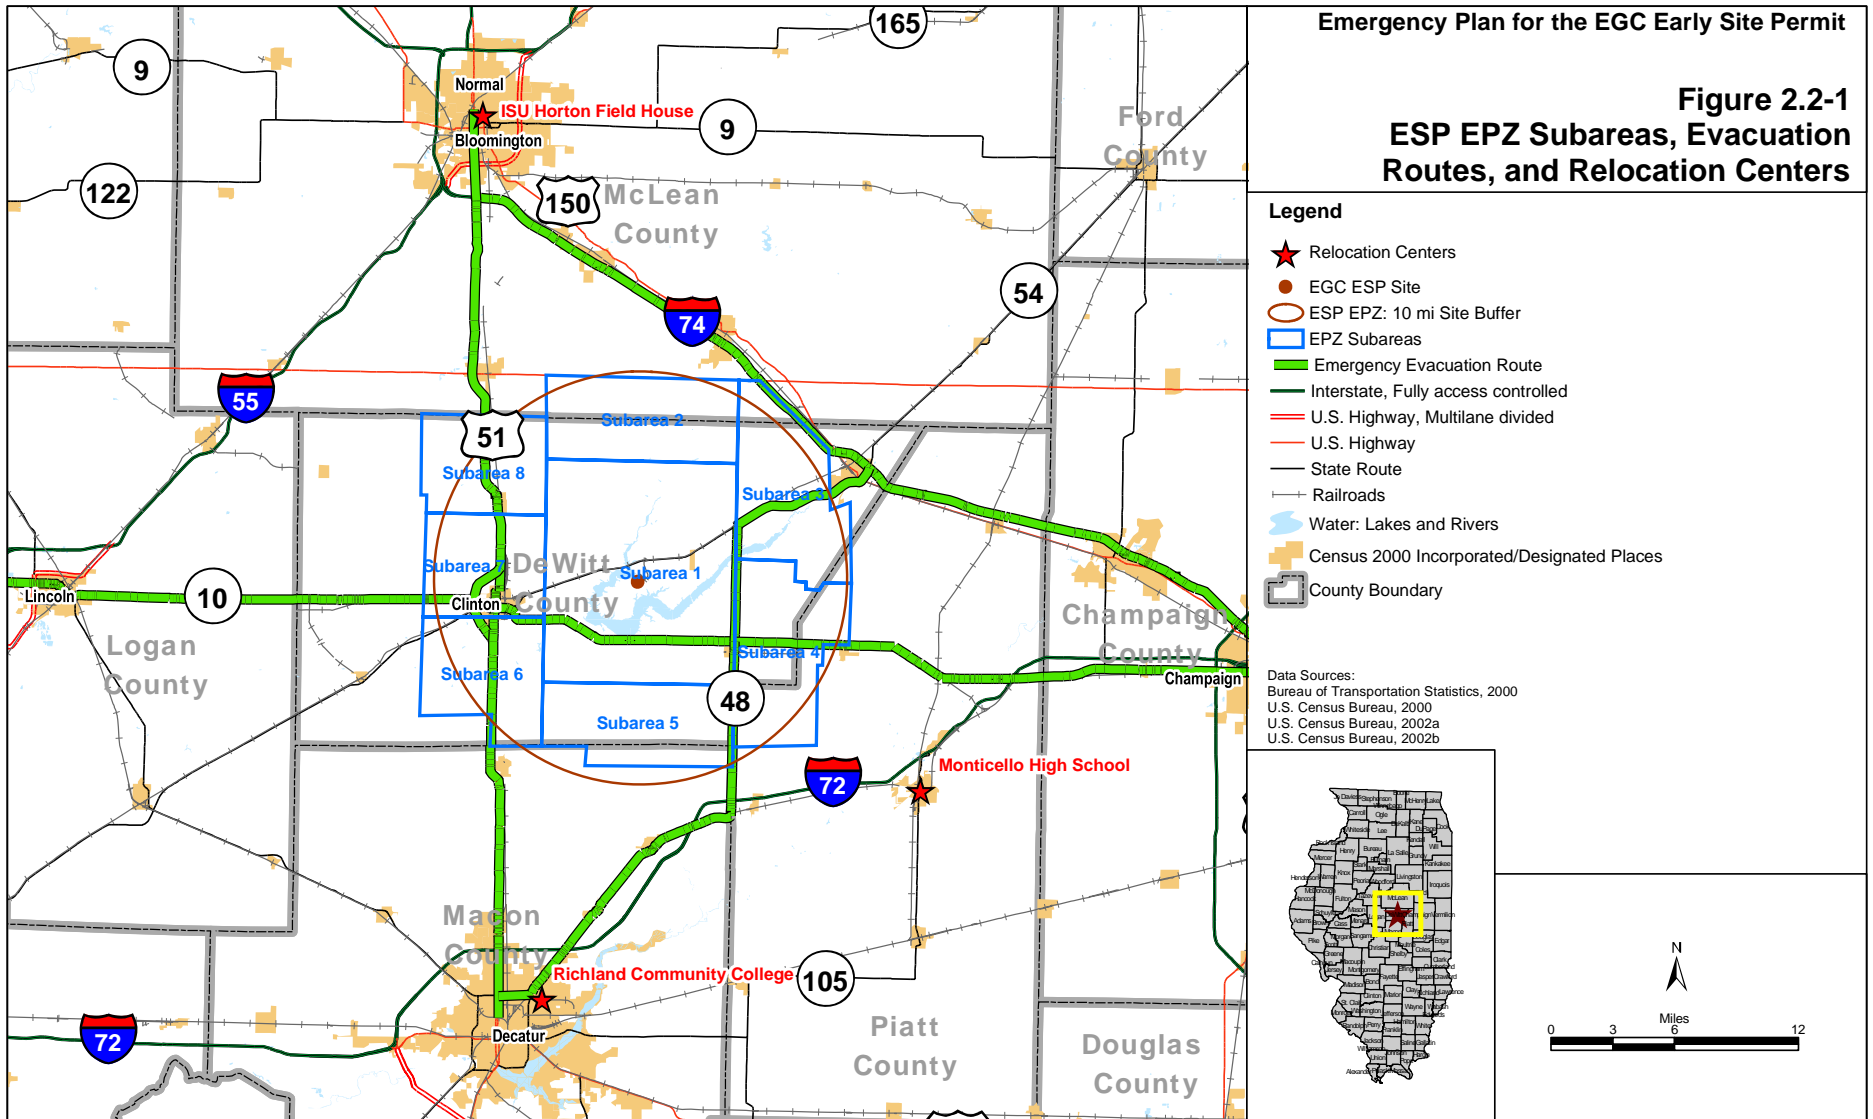 Emergency Plan for the EGC Early Site Permit
Figure 2.2-1
ESP EPZ Subareas, Evacuation
Routes, and Relocation Centers
Legend
Relocation Centers
EGC ESP Site
ESP EPZ: 10 mi Site Buffer
EPZ Subareas
Emergency Evacuation Route
Interstate, Fully access controlled
U.S. Highway, Multilane divided
U.S. Highway
State Route
Railroads
Water: Lakes and Rivers
Census 2000 Incorporated/Designated Places
County Boundary
Data Sources:
Bureau of Transportation Statistics, 2000
U.S. Census Bureau, 2000
U.S. Census Bureau, 2002a
U.S. Census Bureau, 2002b
N
Miles
0 3 6 12
165
9
Normal
ISU Horton Field House
9
Bloomington
Ford
County
122
150
McLean
County
54
74
55
51
Subarea 2
Subarea 8
Subarea 3
Subarea 7
DeWitt
County
Subarea 1
Lincoln
10
Clinton
Champaign
County
Logan
County
Subarea 4
Subarea 6
Champaign
48
Subarea 5
Monticello High School
72
Macon
County
Richland Community College
105
72
Decatur
Piatt
County
Douglas
County
McLean